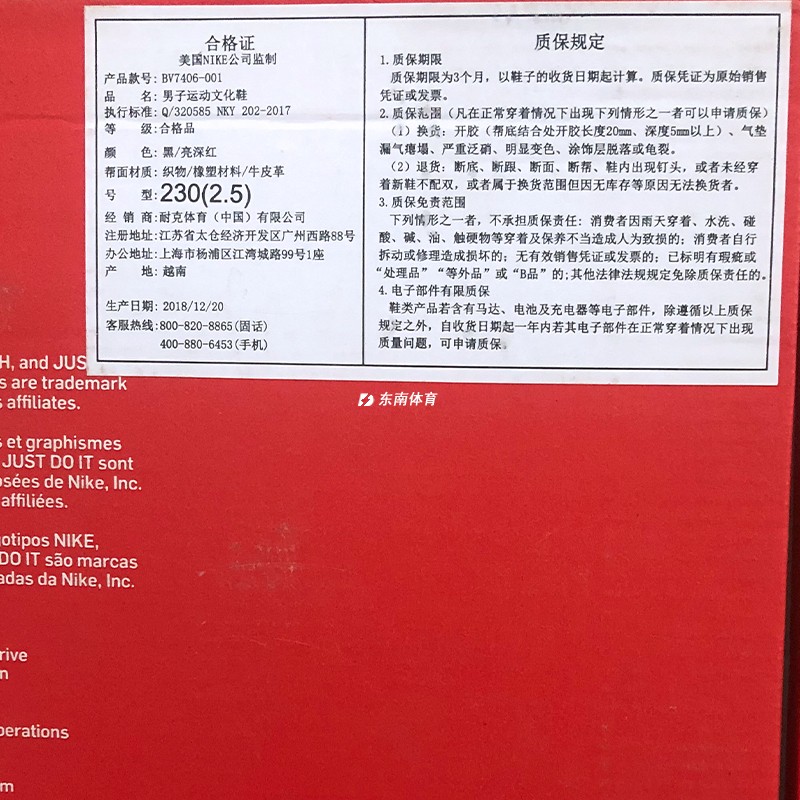 合格证
美国NIKE公司监制
产品款号: BV7406-001
品　名: 男子运动文化鞋
执行标准: Q/320585 NKY 202-2017
等　级:合格品
颜　色: 黑/亮深红
帮面材质: 织物/橡塑材料/牛皮革
号　型:230(2.5)
经 销 商:耐克体育（中国）有限公司
注册地址:江苏省太仓经济开发区广州西路88号
办公地址:上海市杨浦区江湾城路99号1座
产　地:越南
生产日期: 2018/12/20
客服热线:800-820-8865(固话)
400-880-6453(手机)
质保规定
1.质保期限
质保期限为3个月，以鞋子的收货日期起计算。质保凭证为原始销售
凭证或发票。
2.质保范围（凡在正常穿着情况下出现下列情形之一者可以申请质保）
（1）换货: 开胶（帮底结合处开胶长度20mm、深度5mm以上）、气垫
漏气瘪塌、严重泛硝、明显变色、涂饰层脱落或龟裂。
（2）退货: 断底、断跟、断面、断帮、鞋内出现钉头，或者未经穿
着新鞋不配双，或者属于换货范围但因无库存等原因无法换货者。
3.质保免责范围
下列情形之一者，不承担质保责任: 消费者因雨天穿着、水洗、碰
酸、碱、油、触硬物等穿着及保养不当造成人为致损的; 消费者自行
拆动或修理造成损坏的; 无有效销售凭证或发票的; 已标明有瑕疵或
“处理品”“等外品”或“B品”的;其他法律法规规定免除质保责任的。
4.电子部件有限质保
鞋类产品若含有马达、电池及充电器等电子部件，除遵循以上质保
规定之外，自收货日期起一年内若其电子部件在正常穿着情况下出现
质量问题，可申请质保。
H, and JUS
s are trademark
s affiliates.
东南体育
s et graphismes
JUST DO IT sont
osées de Nike, Inc.
affiliées.
gotipos NIKE,
DO IT são marcas
adas da Nike, Inc.
rive
n
perations
m